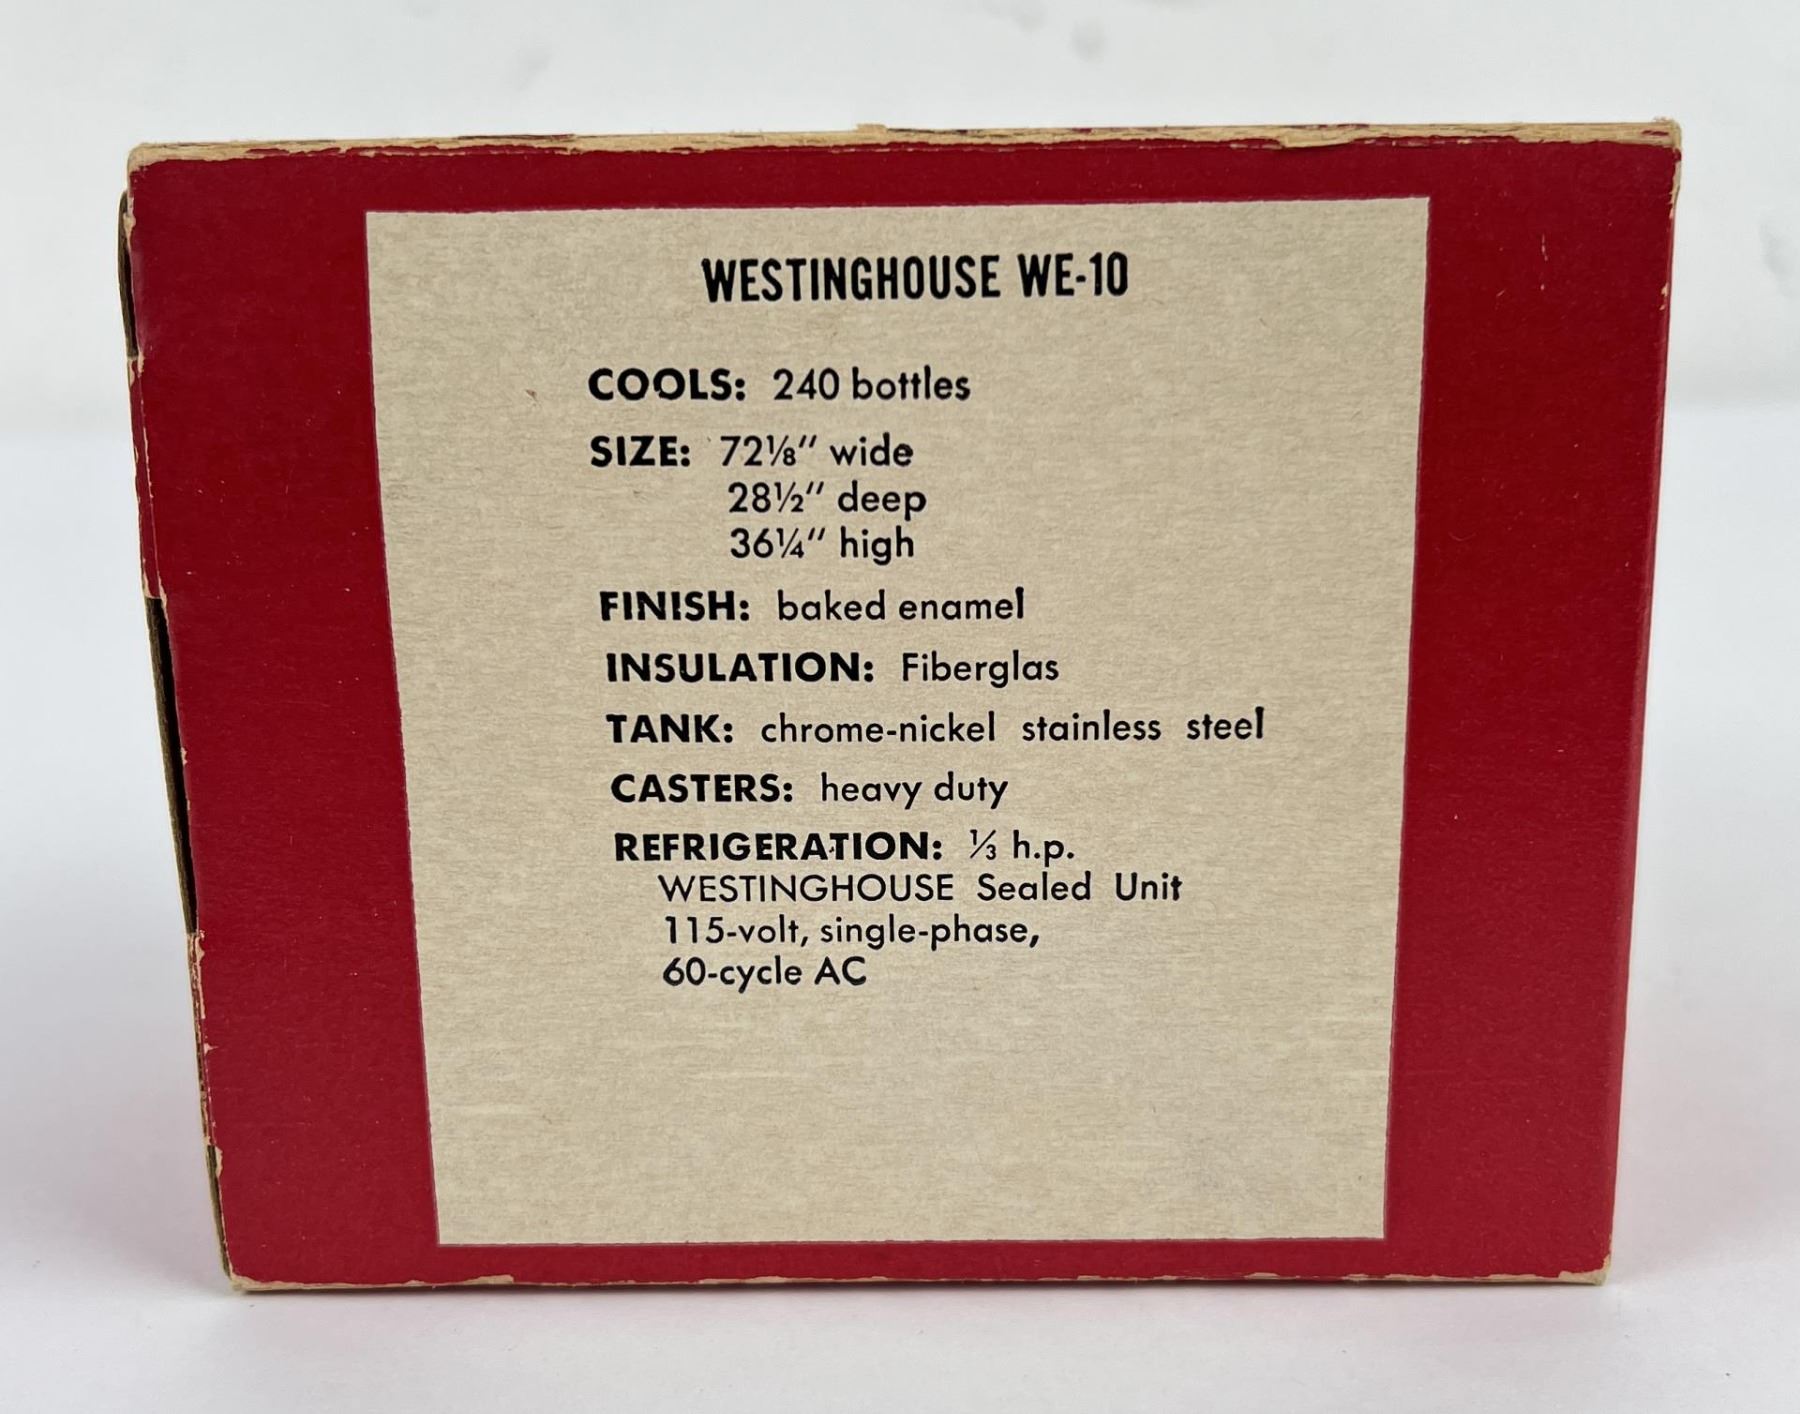 WESTINGHOUSE WE-10
COOLS: 240 bottles
SIZE: 72⅛" wide
28½" deep
36¼" high
FINISH: baked enamel
INSULATION: Fiberglas
TANK: chrome-nickel stainless steel
CASTERS: heavy duty
REFRIGERATION: ⅓ h.p.
WESTINGHOUSE Sealed Unit
115-volt, single-phase,
60-cycle AC